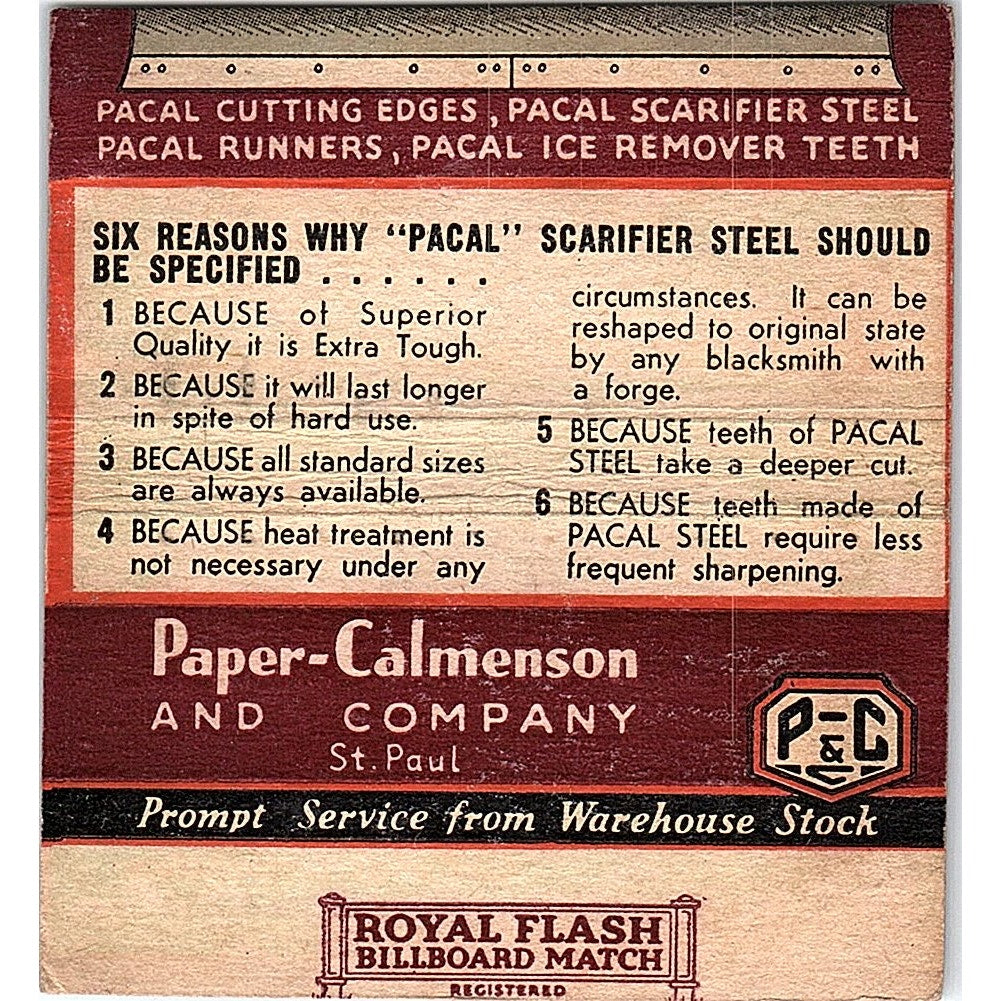 PACAL CUTTING EDGES, PACAL SCARIFIER STEEL
PACAL RUNNERS, PACAL ICE REMOVER TEETH
SIX REASONS WHY “PACAL” SCARIFIER STEEL SHOULD
BE SPECIFIED . . . . . .
1 BECAUSE of Superior
Quality it is Extra Tough.
2 BECAUSE it will last longer
in spite of hard use.
3 BECAUSE all standard sizes
are always available.
4 BECAUSE heat treatment is
not necessary under any
circumstances. It can be
reshaped to original state
by any blacksmith with
a forge.
5 BECAUSE teeth of PACAL
STEEL take a deeper cut.
6 BECAUSE teeth made of
PACAL STEEL require less
frequent sharpening.
Paper-Calmenson
AND COMPANY
St. Paul
P&C
Prompt Service from Warehouse Stock
ROYAL FLASH
BILLBOARD MATCH
REGISTERED